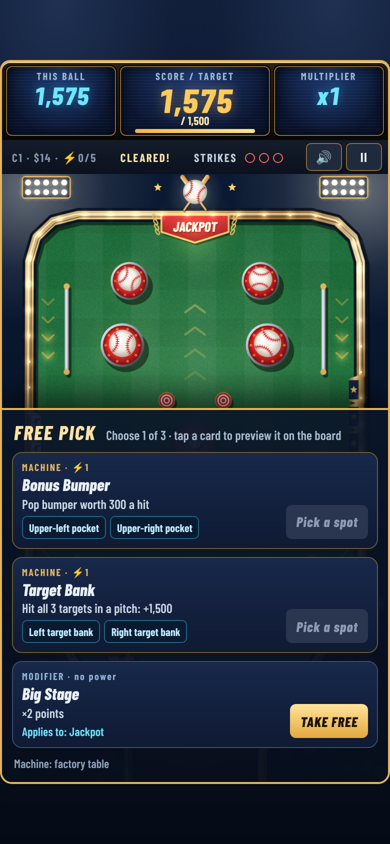 THIS BALL
1,575
SCORE / TARGET
1,575
/ 1,500
MULTIPLIER
x1
C1 · $14 · ⚡0/5 CLEARED! STRIKES
JACKPOT
FREE PICK Choose 1 of 3 · tap a card to preview it on the board
MACHINE · ⚡1
Bonus Bumper
Pop bumper worth 300 a hit
Upper-left pocket Upper-right pocket
Pick a spot
MACHINE · ⚡1
Target Bank
Hit all 3 targets in a pitch: +1,500
Left target bank Right target bank
Pick a spot
MODIFIER · no power
Big Stage
×2 points
Applies to: Jackpot
TAKE FREE
Machine: factory table